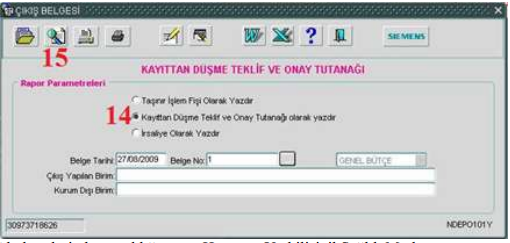 ÇIKIŞ BELGESİ
SIEMENS
15
KAYITTAN DÜŞME TEKLİF VE ONAY TUTANAĞI
Rapor Parametreleri
Taşınır İşlem Fişi Olarak Yazdır
14 Kayıttan Düşme Teklif ve Onay Tutanağı olarak yazdır
İrsaliye Olarak Yazdır
Belge Tarihi: 27/08/2009 Belge No: 1 GENEL BÜTÇE
Çıkış Yapılan Birim:
Kurum Dışı Birim:
30973718626 NDEPO101Y